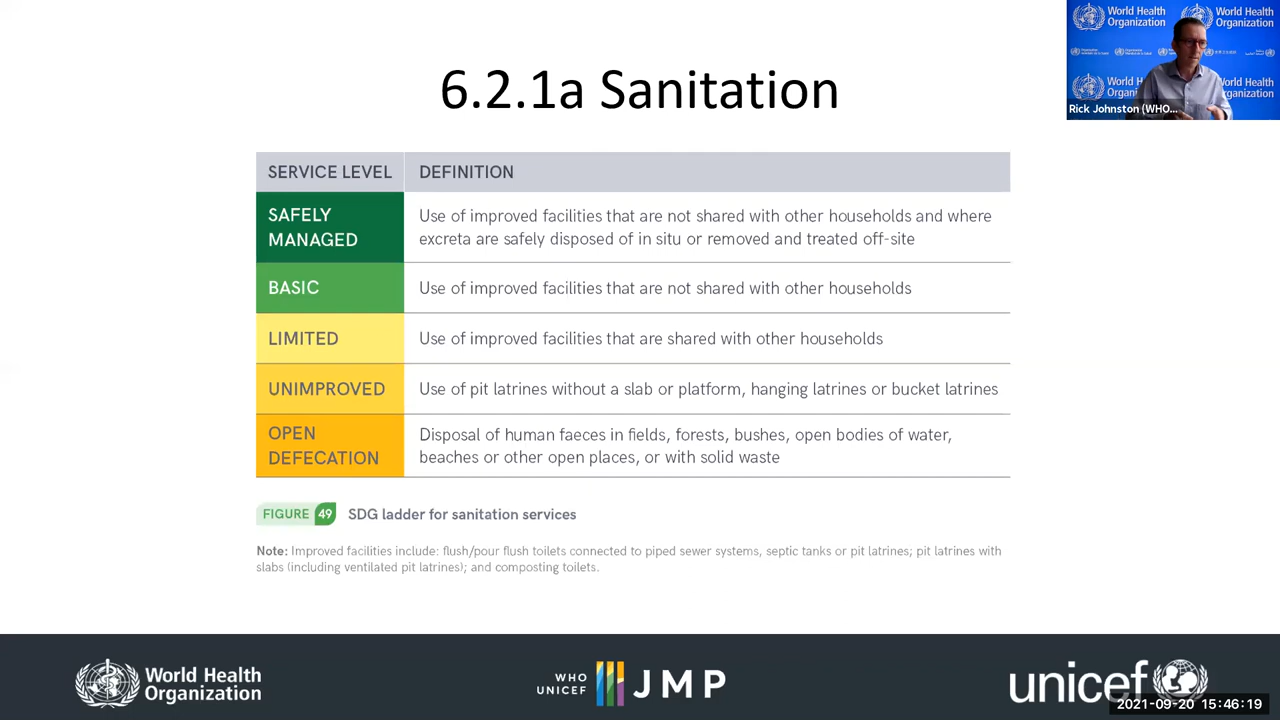 6.2.1a Sanitation
World Health
Organization
World Health
Organization
Rick Johnston (WHO...
SERVICE LEVEL DEFINITION
SAFELY
MANAGED
Use of improved facilities that are not shared with other households and where
excreta are safely disposed of in situ or removed and treated off-site
BASIC
Use of improved facilities that are not shared with other households
LIMITED
Use of improved facilities that are shared with other households
UNIMPROVED
Use of pit latrines without a slab or platform, hanging latrines or bucket latrines
OPEN
DEFECATION
Disposal of human faeces in fields, forests, bushes, open bodies of water,
beaches or other open places, or with solid waste
FIGURE 49 SDG ladder for sanitation services
Note: Improved facilities include: flush/pour flush toilets connected to piped sewer systems, septic tanks or pit latrines; pit latrines with
slabs (including ventilated pit latrines); and composting toilets.
World Health
Organization
WHO
UNICEF
JMP
unicef
2021-09-20 15:46:19